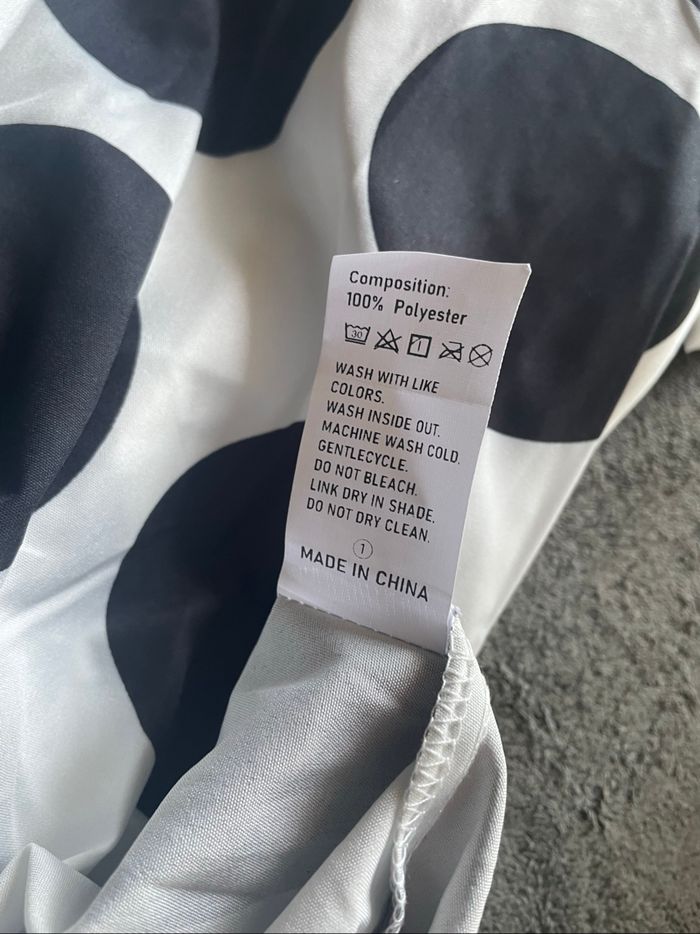 Composition:
100% Polyester
30
WASH WITH LIKE
COLORS.
WASH INSIDE OUT.
MACHINE WASH COLD.
GENTLECYCLE.
DO NOT BLEACH.
LINK DRY IN SHADE.
DO NOT DRY CLEAN.
1
MADE IN CHINA